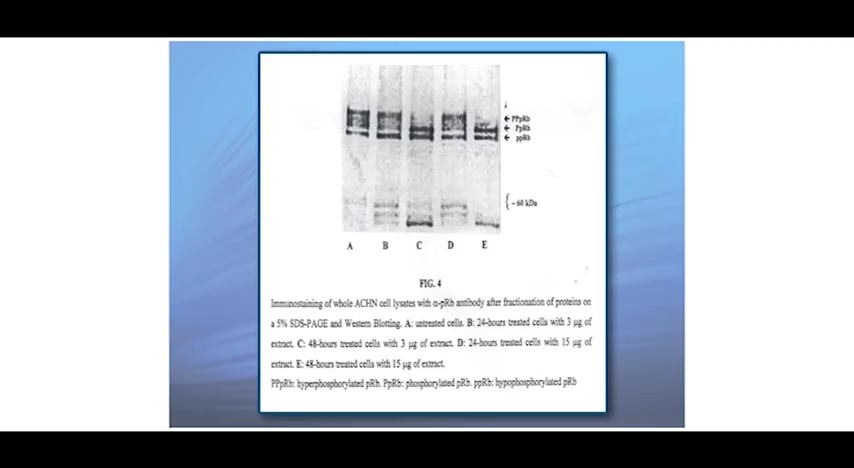 PPpRb
PpRb
ppRb
~ 60 kDa
A B C D E
FIG. 4
Immunostaining of whole ACHN cell lysates with α-pRb antibody after fractionation of proteins on
a 5% SDS-PAGE and Western Blotting. A: untreated cells. B: 24-hours treated cells with 3 μg of
extract. C: 48-hours treated cells with 3 μg of extract. D: 24-hours treated cells with 15 μg of
extract. E: 48-hours treated cells with 15 μg of extract.
PPpRb: hyperphosphorylated pRb. PpRb: phosphorylated pRb. ppRb: hypophosphorylated pRb